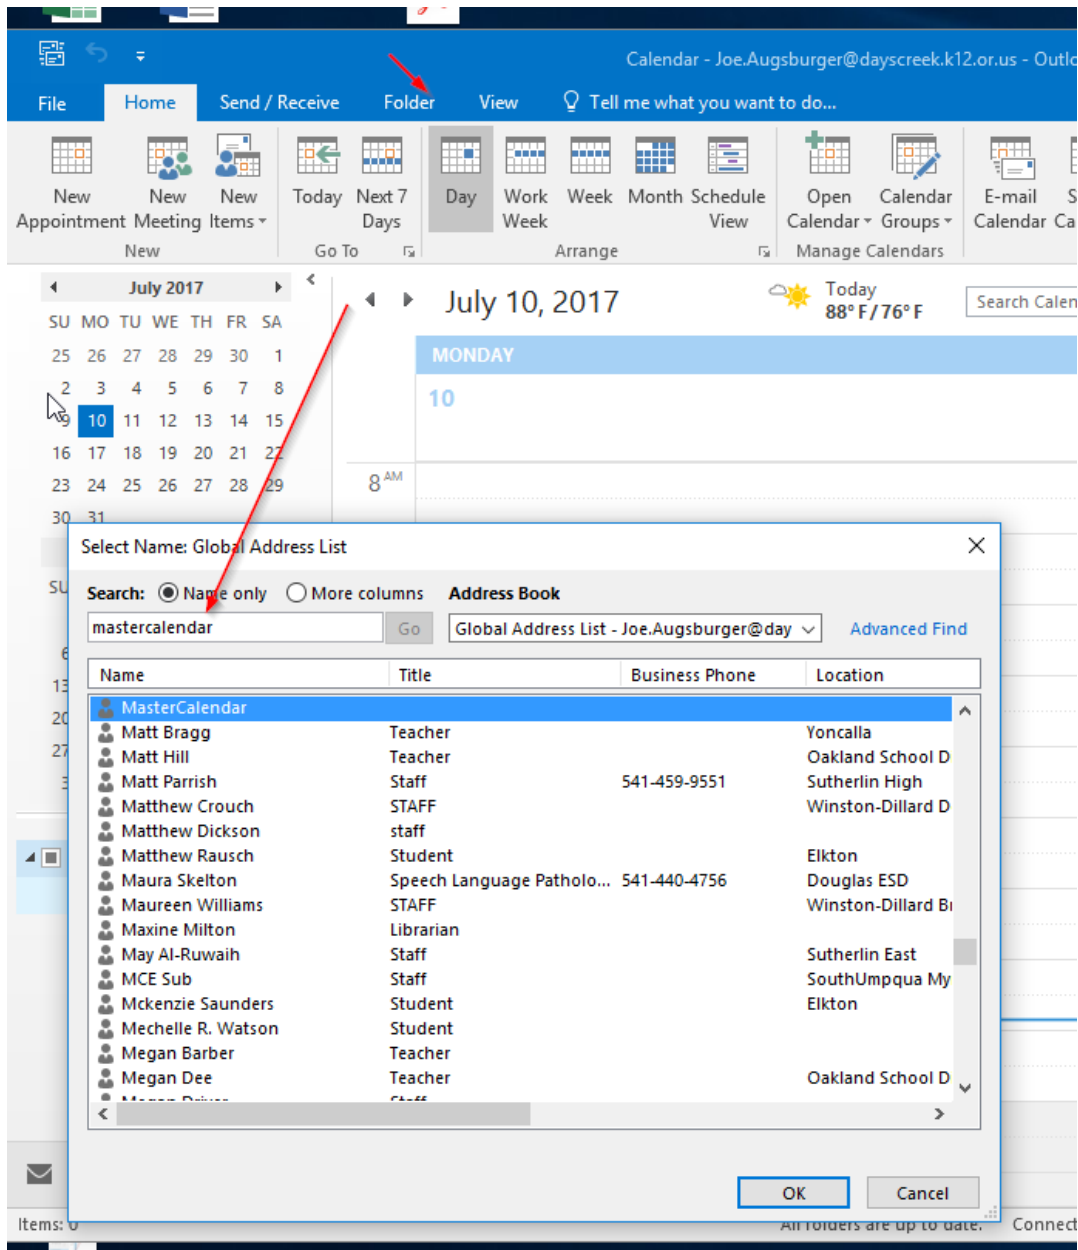 Calendar - Joe.Augsburger@dayscreek.k12.or.us - Outlo
File Home Send / Receive Folder View Tell me what you want to do...
New Appointment
New Meeting
New Items
Today
Next 7 Days
Day
Work Week
Week
Month
Schedule View
Open Calendar
Calendar Groups
E-mail Calendar
New Go To Arrange Manage Calendars
July 2017
SU MO TU WE TH FR SA
25 26 27 28 29 30 1
2 3 4 5 6 7 8
9 10 11 12 13 14 15
16 17 18 19 20 21 22
23 24 25 26 27 28 29
30 31
SU
6
13
20
27
3
July 10, 2017
Today
88° F / 76° F
Search Calen
MONDAY
10
8 AM
Select Name: Global Address List
Search: Name only More columns Address Book
mastercalendar Go Global Address List - Joe.Augsburger@day Advanced Find
Name Title Business Phone Location
MasterCalendar
Matt Bragg Teacher Yoncalla
Matt Hill Teacher Oakland School D
Matt Parrish Staff 541-459-9551 Sutherlin High
Matthew Crouch STAFF Winston-Dillard D
Matthew Dickson staff
Matthew Rausch Student Elkton
Maura Skelton Speech Language Patholo... 541-440-4756 Douglas ESD
Maureen Williams STAFF Winston-Dillard Br
Maxine Milton Librarian
May Al-Ruwaih Staff Sutherlin East
MCE Sub Staff SouthUmpqua My
Mckenzie Saunders Student Elkton
Mechelle R. Watson Student
Megan Barber Teacher
Megan Dee Teacher Oakland School D
Megan Driver Staff
OK Cancel
Items: 0 All folders are up to date. Connect